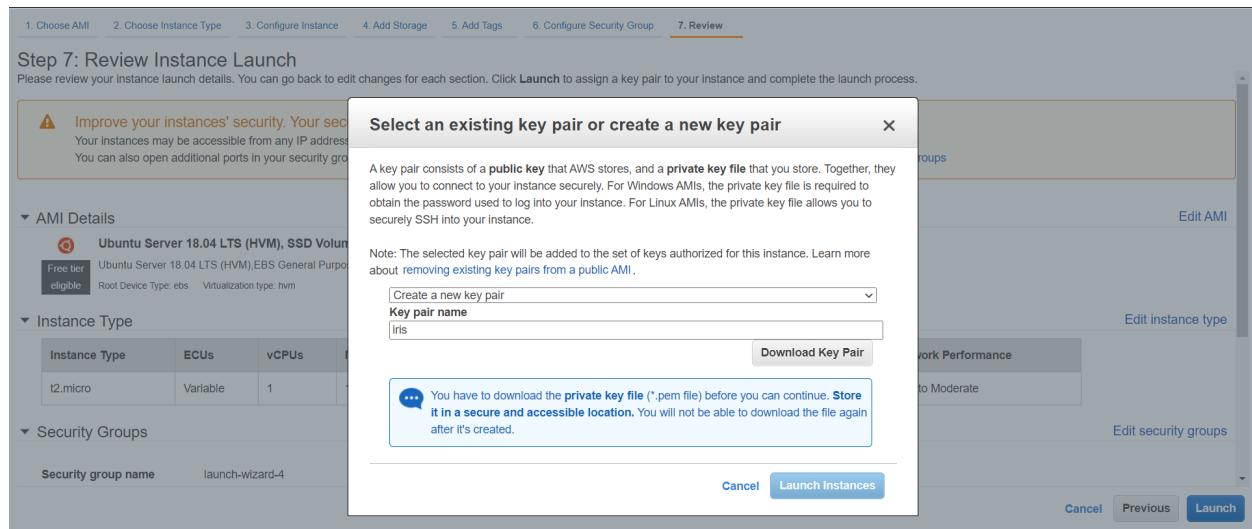 1. Choose AMI 2. Choose Instance Type 3. Configure Instance 4. Add Storage 5. Add Tags 6. Configure Security Group 7. Review
Step 7: Review Instance Launch
Please review your instance launch details. You can go back to edit changes for each section. Click Launch to assign a key pair to your instance and complete the launch process.
Improve your instances' security. Your
Your instances may be accessible from any IP address
You can also open additional ports in your security
AMI Details
Edit AMI
Ubuntu Server 18.04 LTS (HVM), SSD
Free tier
eligible
Ubuntu Server 18.04 LTS (HVM),EBS General
Root Device Type: ebs Virtualization type: hvm
Instance Type
Edit instance type
Instance Type ECUs vCPUs Performance
t2.micro Variable 1 to Moderate
Security Groups
Edit security groups
Security group name launch-wizard-4
Select an existing key pair or create a new key pair
A key pair consists of a public key that AWS stores, and a private key file that you store. Together, they
allow you to connect to your instance securely. For Windows AMIs, the private key file is required to
obtain the password used to log into your instance. For Linux AMIs, the private key file allows you to
securely SSH into your instance.
Note: The selected key pair will be added to the set of keys authorized for this instance. Learn more
about removing existing key pairs from a public AMI.
Create a new key pair
Key pair name
iris
Download Key Pair
You have to download the private key file (*.pem file) before you can continue. Store
it in a secure and accessible location. You will not be able to download the file again
after it's created.
Cancel Launch Instances
Cancel Previous Launch